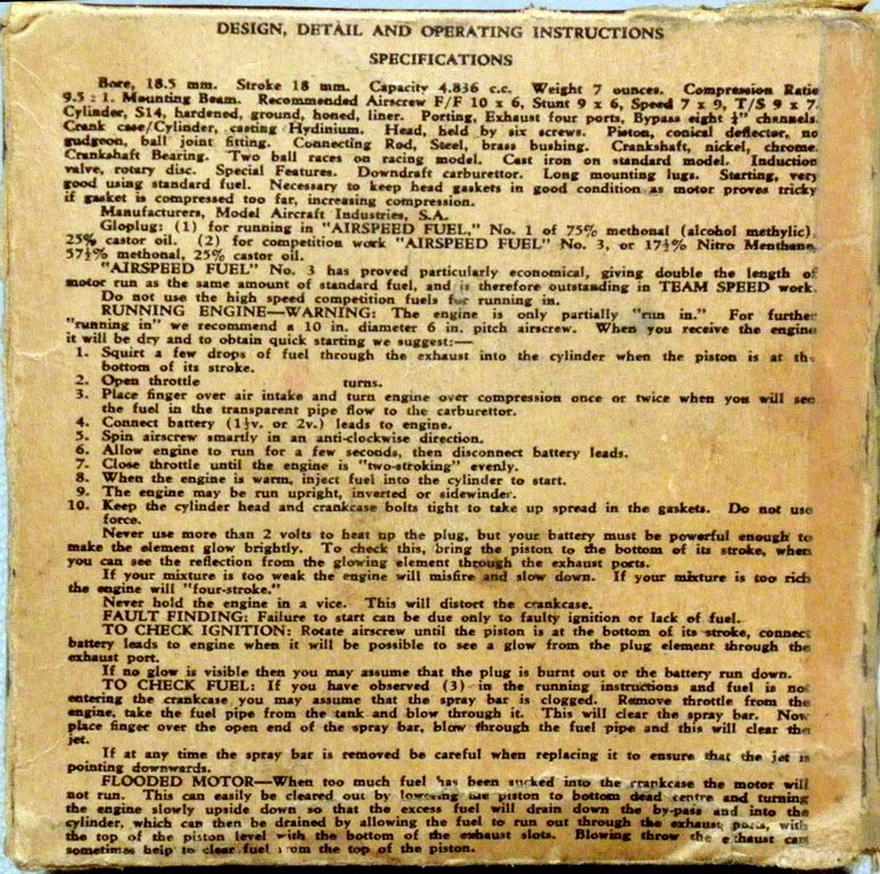 DESIGN, DETAIL AND OPERATING INSTRUCTIONS
SPECIFICATIONS
Bore, 18.5 mm. Stroke 18 mm. Capacity 4.836 c.c. Weight 7 ounces. Compression Ratio
9.5 : 1. Mounting Beam. Recommended Airscrew F/F 10 x 6, Stunt 9 x 6, Speed 7 x 9, T/S 9 x 7.
Cylinder, S14, hardened, ground, honed, liner. Porting, Exhaust four ports, Bypass eight ⅛" channels.
Crank case/Cylinder, casting Hydinium. Head, held by six screws. Piston, conical deflector, no
gudgeon, ball joint fitting. Connecting Rod, Steel, brass bushing. Crankshaft, nickel, chrome.
Crankshaft Bearing. Two ball races on racing model. Cast iron on standard model. Induction
valve, rotary disc. Special Features. Downdraft carburettor. Long mounting lugs. Starting, very
good using standard fuel. Necessary to keep head gaskets in good condition as motor proves tricky
if gasket is compressed too far, increasing compression.
Manufacturers, Model Aircraft Industries, S.A.
Gloplug: (1) for running in "AIRSPEED FUEL," No. 1 of 75% methonal (alcohol methylic)
25% castor oil. (2) for competition work "AIRSPEED FUEL" No. 3, or 17½% Nitro Menthane,
57½% methonal, 25% castor oil.
"AIRSPEED FUEL" No. 3 has proved particularly economical, giving double the length of
motor run as the same amount of standard fuel, and is therefore outstanding in TEAM SPEED work.
Do not use the high speed competition fuels for running in.
RUNNING ENGINE—WARNING: The engine is only partially "run in." For further
"running in" we recommend a 10 in. diameter 6 in. pitch airscrew. When you receive the engine
it will be dry and to obtain quick starting we suggest:—
1. Squirt a few drops of fuel through the exhaust into the cylinder when the piston is at the
bottom of its stroke.
2. Open throttle turns.
3. Place finger over air intake and turn engine over compression once or twice when you will see
the fuel in the transparent pipe flow to the carburettor.
4. Connect battery (1½v. or 2v.) leads to engine.
5. Spin airscrew smartly in an anti-clockwise direction.
6. Allow engine to run for a few seconds, then disconnect battery leads.
7. Close throttle until the engine is "two-stroking" evenly.
8. When the engine is warm, inject fuel into the cylinder to start.
9. The engine may be run upright, inverted or sidewinder.
10. Keep the cylinder head and crankcase bolts tight to take up spread in the gaskets. Do not use
force.
Never use more than 2 volts to heat up the plug, but your battery must be powerful enough to
make the element glow brightly. To check this, bring the piston to the bottom of its stroke, when
you can see the reflection from the glowing element through the exhaust ports.
If your mixture is too weak the engine will misfire and slow down. If your mixture is too rich
the engine will "four-stroke."
Never hold the engine in a vice. This will distort the crankcase.
FAULT FINDING: Failure to start can be due only to faulty ignition or lack of fuel.
TO CHECK IGNITION: Rotate airscrew until the piston is at the bottom of its stroke, connect
battery leads to engine when it will be possible to see a glow from the plug element through the
exhaust port.
If no glow is visible then you may assume that the plug is burnt out or the battery run down.
TO CHECK FUEL: If you have observed (3) in the running instructions and fuel is not
entering the crankcase you may assume that the spray bar is clogged. Remove throttle from the
engine, take the fuel pipe from the tank and blow through it. This will clear the spray bar. Now
place finger over the open end of the spray bar, blow through the fuel pipe and this will clear the
jet.
If at any time the spray bar is removed be careful when replacing it to ensure that the jet is
pointing downwards.
FLOODED MOTOR—When too much fuel has been sucked into the crankcase the motor will
not run. This can easily be cleared out by lowering the piston to bottom dead centre and turning
the engine slowly upside down so that the excess fuel will drain down the by-pass and into the
cylinder, which can then be drained by allowing the fuel to run out through the exhaust ports, with
the top of the piston level with the bottom of the exhaust slots. Blowing throw the exhaust can
sometimes help to clear fuel from the top of the piston.